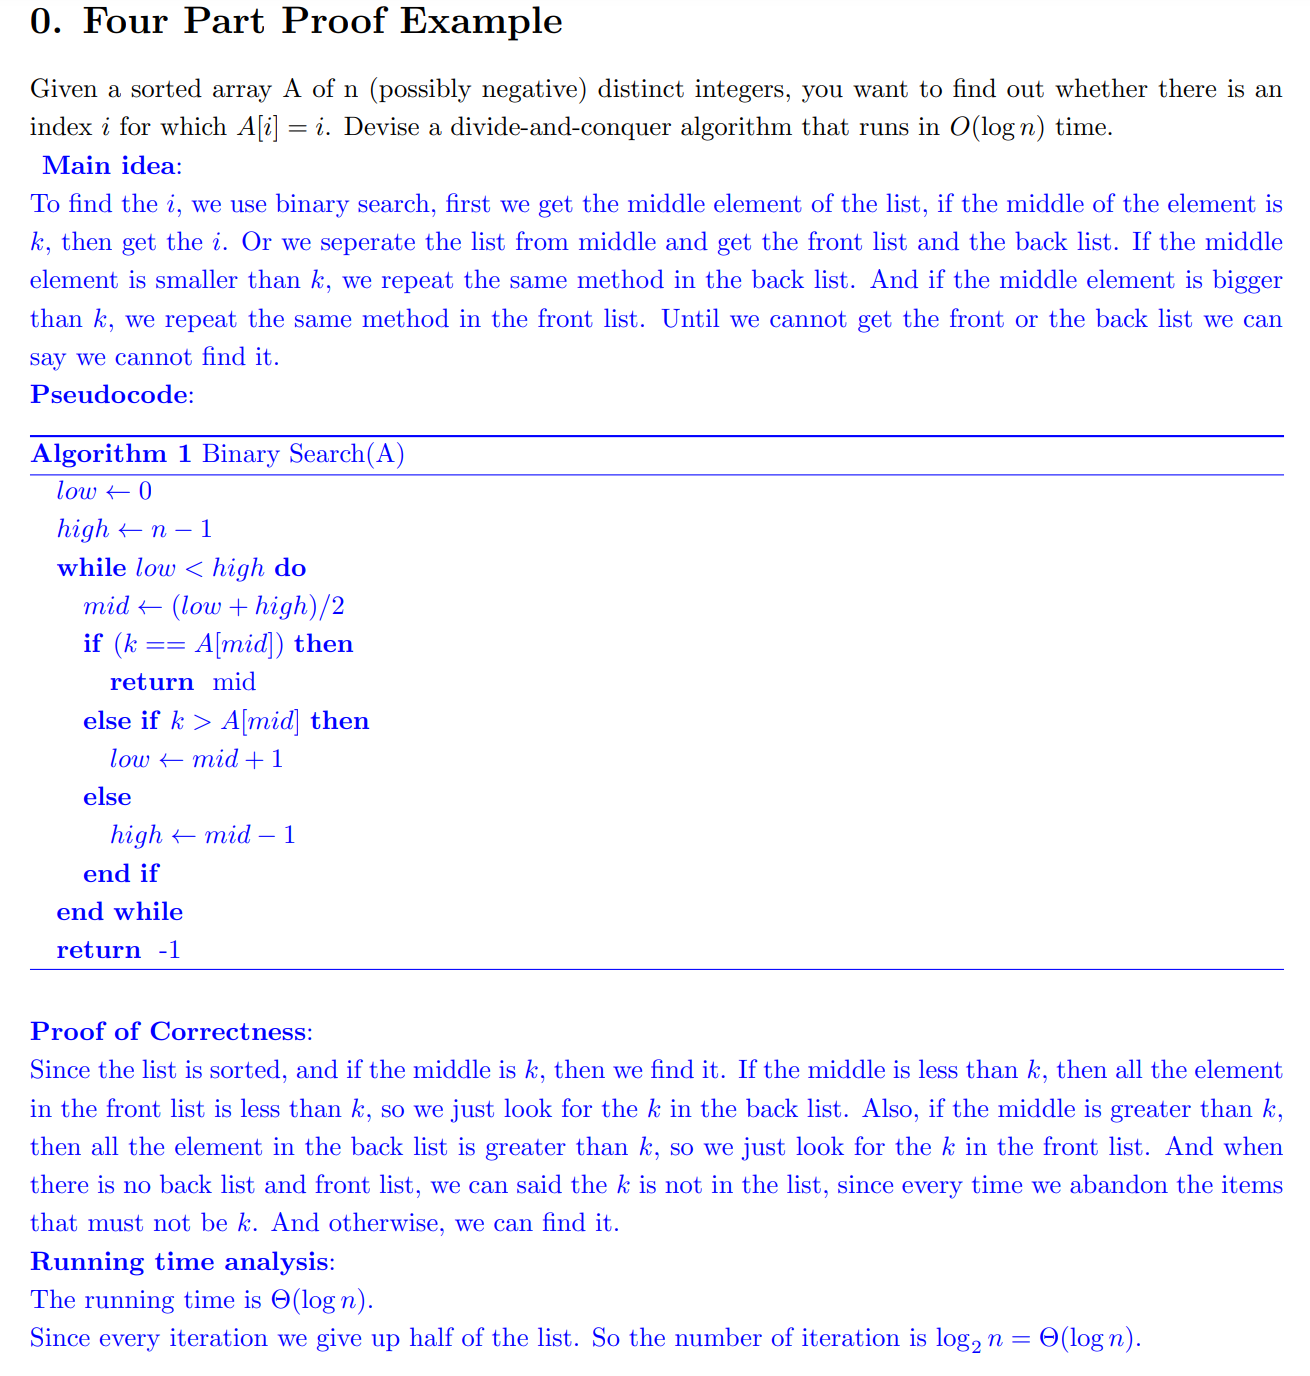 0. Four Part Proof Example
Given a sorted array A of n (possibly negative) distinct integers, you want to find out whether there is an
index i for which A[i] = i. Devise a divide-and-conquer algorithm that runs in O(log n) time.
Main idea:
To find the i, we use binary search, first we get the middle element of the list, if the middle of the element is
k, then get the i. Or we seperate the list from middle and get the front list and the back list. If the middle
element is smaller than k, we repeat the same method in the back list. And if the middle element is bigger
than k, we repeat the same method in the front list. Until we cannot get the front or the back list we can
say we cannot find it.
Pseudocode:
Algorithm 1 Binary Search(A)
low ← 0
high ← n − 1
while low < high do
mid ← (low + high)/2
if (k == A[mid]) then
return mid
else if k > A[mid] then
low ← mid + 1
else
high ← mid − 1
end if
end while
return -1
Proof of Correctness:
Since the list is sorted, and if the middle is k, then we find it. If the middle is less than k, then all the element
in the front list is less than k, so we just look for the k in the back list. Also, if the middle is greater than k,
then all the element in the back list is greater than k, so we just look for the k in the front list. And when
there is no back list and front list, we can said the k is not in the list, since every time we abandon the items
that must not be k. And otherwise, we can find it.
Running time analysis:
The running time is Θ(log n).
Since every iteration we give up half of the list. So the number of iteration is log₂ n = Θ(log n).